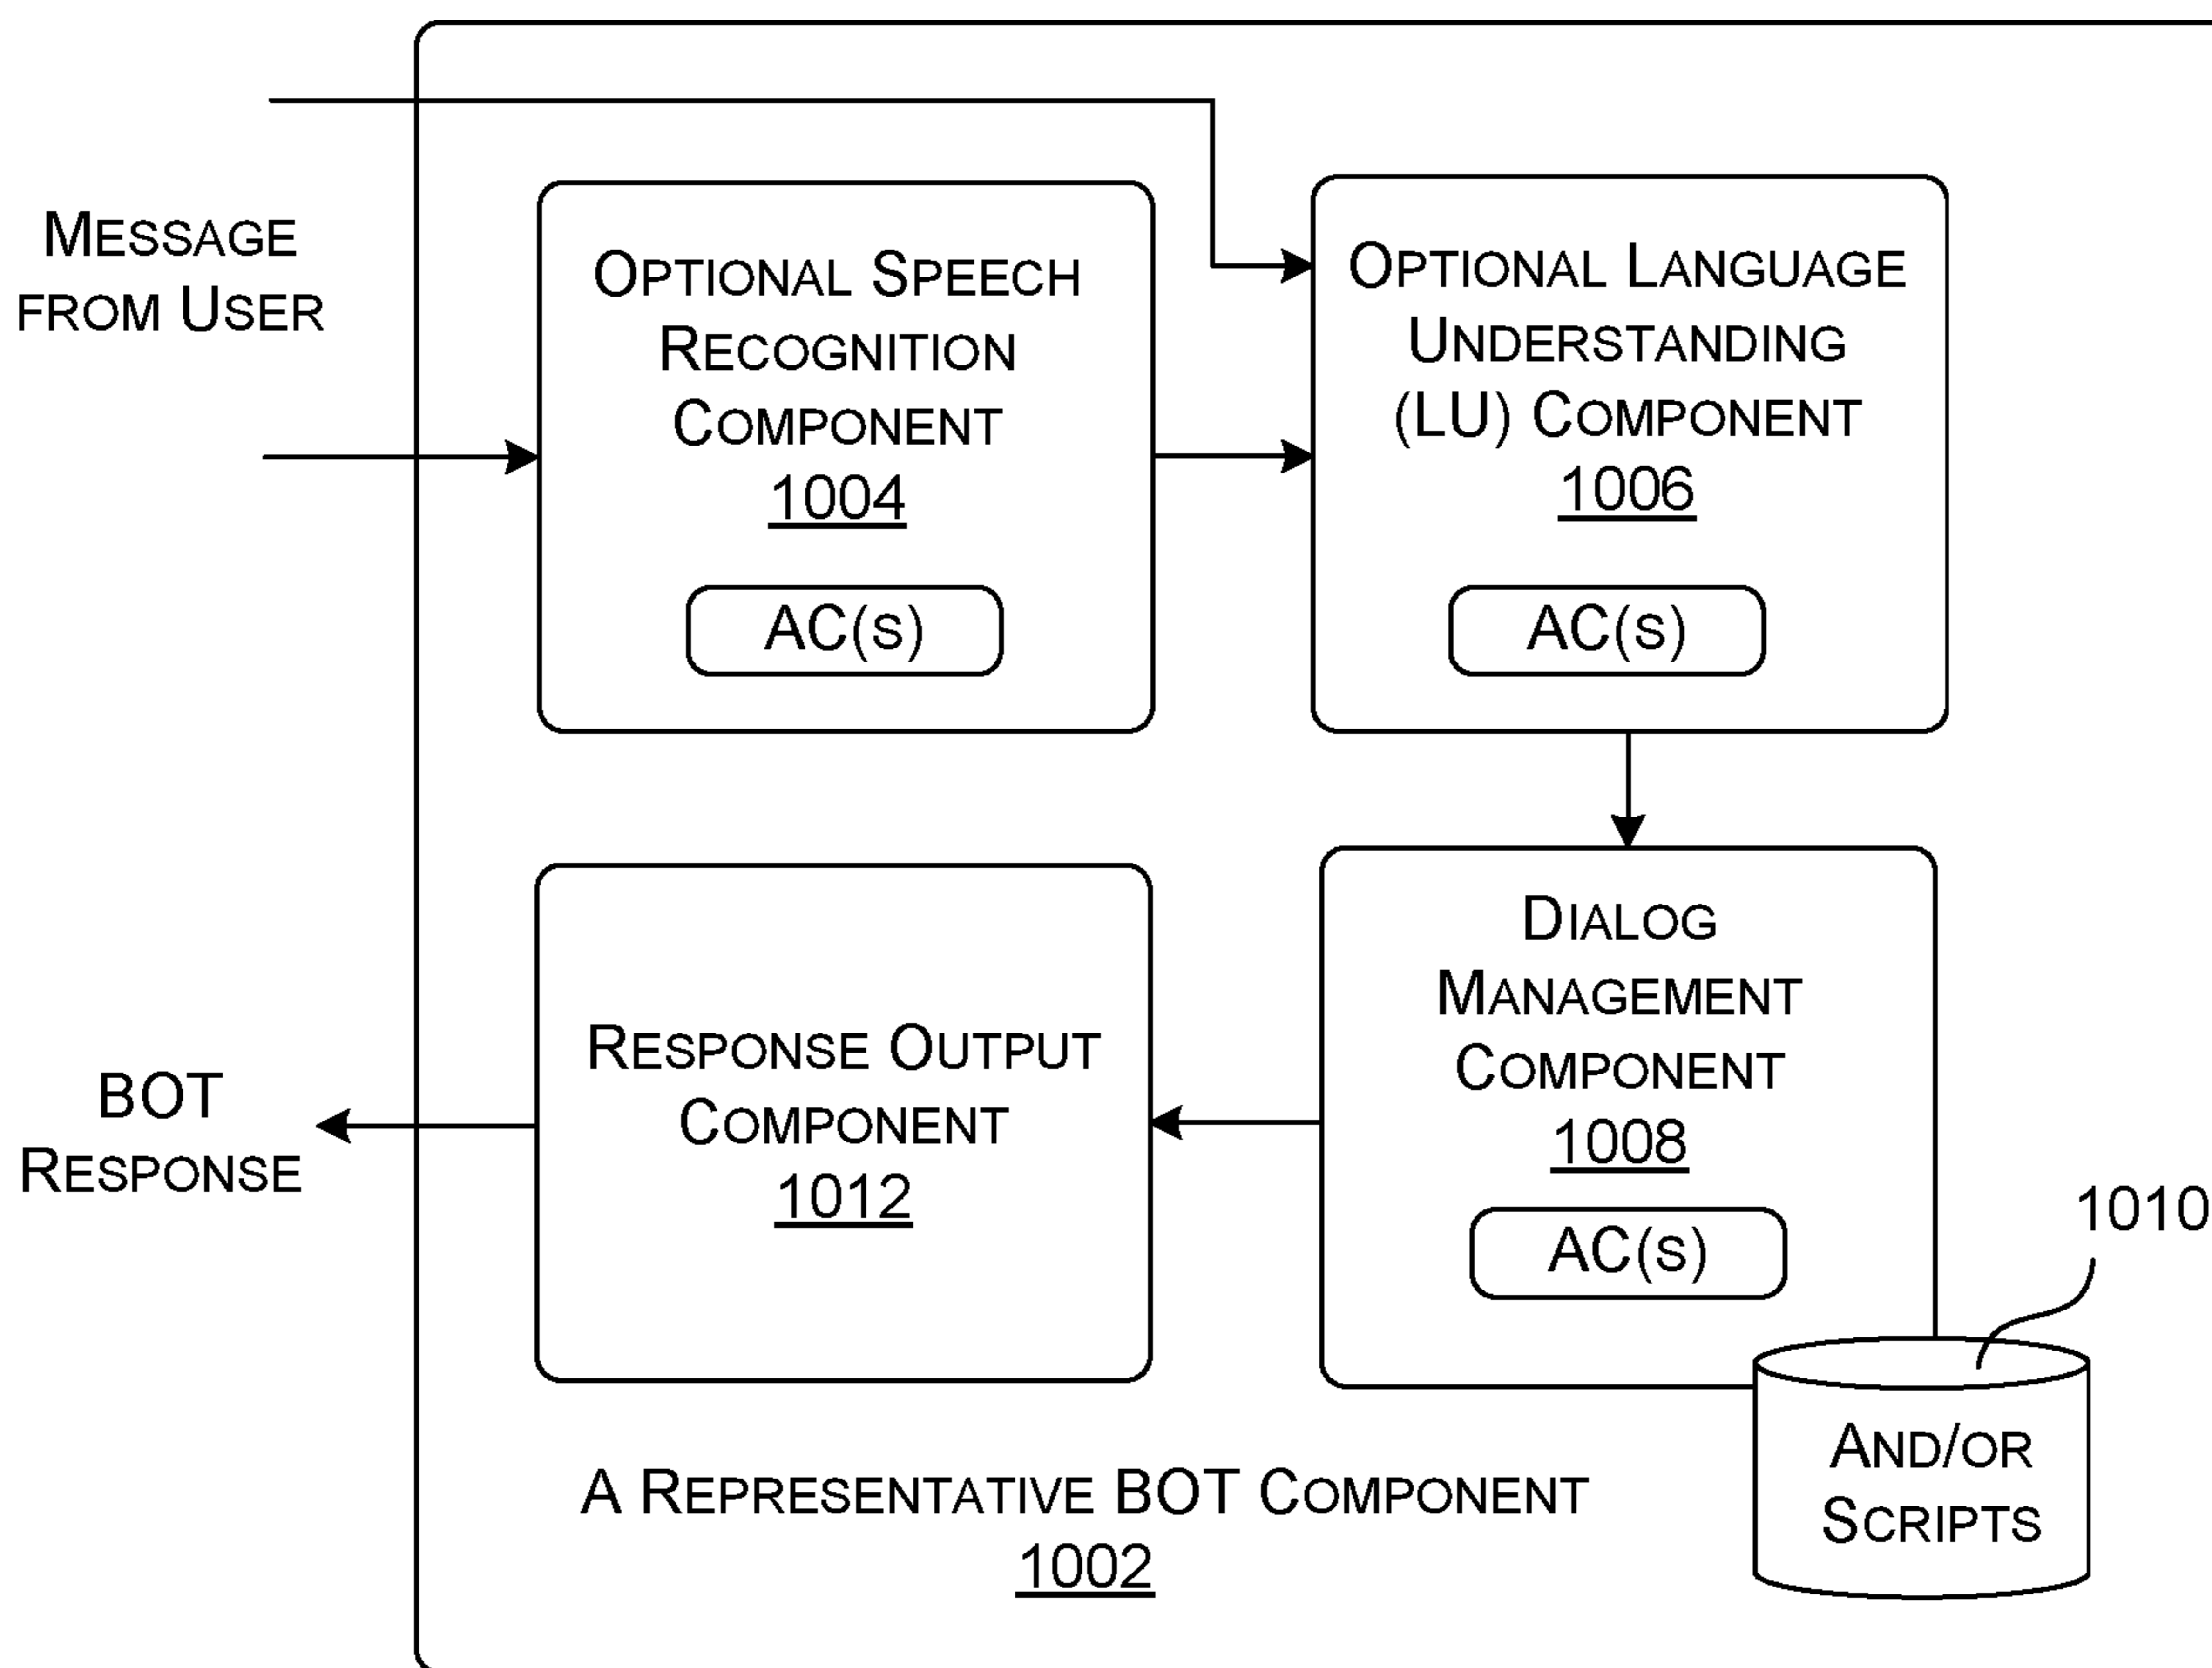 Message
from User
Optional Speech
Recognition
Component
1004
AC(s)
Optional Language
Understanding
(LU) Component
1006
AC(s)
BOT
Response
Response Output
Component
1012
Dialog
Management
Component
1008
AC(s)
1010
And/or
Scripts
A Representative BOT Component
1002